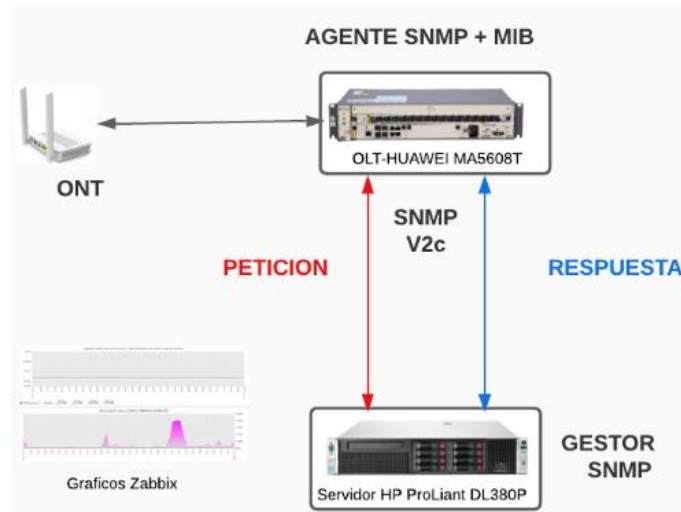 AGENTE SNMP + MIB
OLT-HUAWEI MA5608T
ONT
SNMP
V2c
PETICION
RESPUESTA
GESTOR
SNMP
Graficos Zabbix
Servidor HP ProLiant DL380P